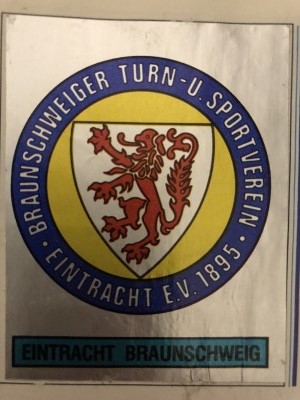 BRAUNSCHWEIGER TURN-U. SPORTVEREIN
· EINTRACHT E.V. 1895 ·
EINTRACHT BRAUNSCHWEIG